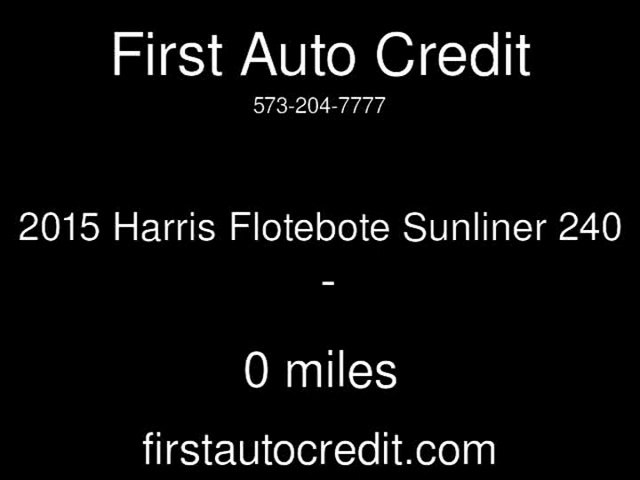 First Auto Credit
573-204-7777
2015 Harris Flotebote Sunliner 240
-
0 miles
firstautocredit.com